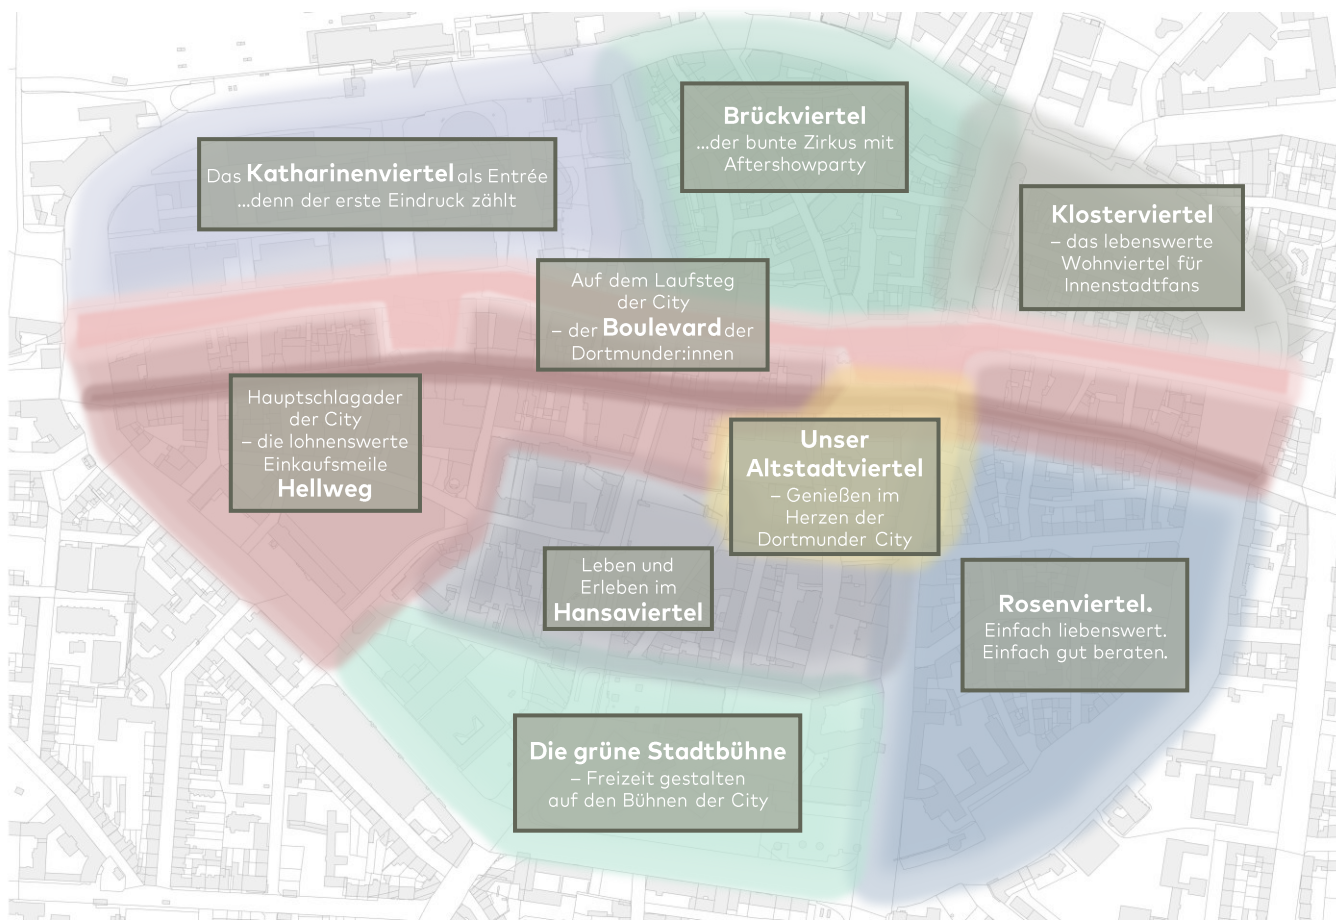 Brückviertel
...der bunte Zirkus mit
Aftershowparty
Das Katharinenviertel als Entrée
...denn der erste Eindruck zählt
Klosterviertel
– das lebenswerte
Wohnviertel für
Innenstadtfans
Auf dem Laufsteg
der City
– der Boulevard der
Dortmunder:innen
Hauptschlagader
der City
– die lohnenswerte
Einkaufsmeile
Hellweg
Unser
Altstadtviertel
– Genießen im
Herzen der
Dortmunder City
Leben und
Erleben im
Hansaviertel
Rosenviertel.
Einfach liebenswert.
Einfach gut beraten.
Die grüne Stadtbühne
– Freizeit gestalten
auf den Bühnen der City